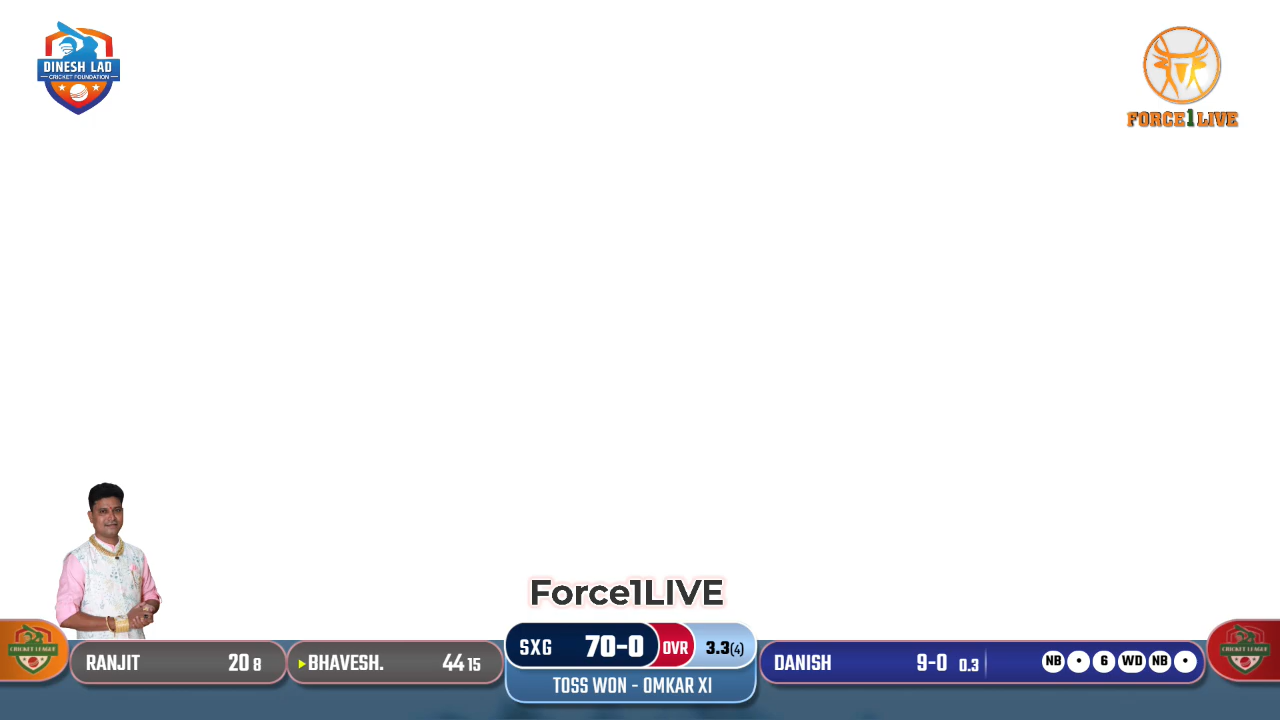 DINESH LAD
CRICKET FOUNDATION
FORCE1LIVE
Force1LIVE
CRICKET LEAGUE
RANJIT 20 8
BHAVESH. 44 15
SXG 70-0 OVR 3.3(4)
TOSS WON - OMKAR XI
DANISH 9-0 0.3
NB • 6 WD NB •
CRICKET LEAGUE